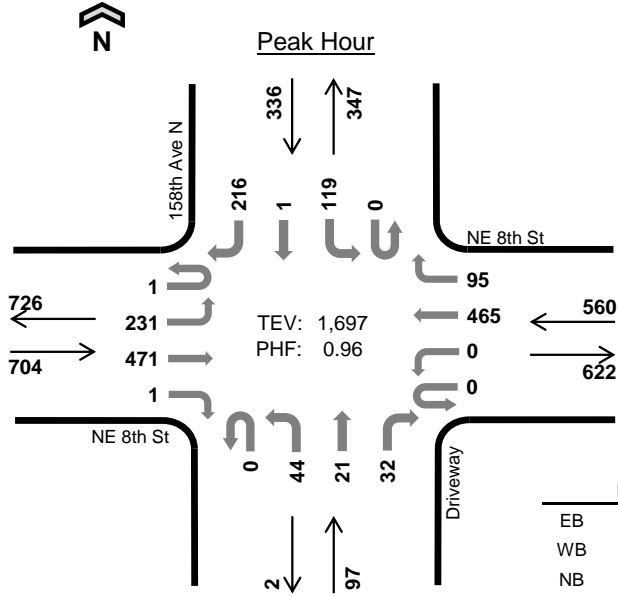 N
Peak Hour
158th Ave N
336
347
216
1
119
0
NE 8th St
1
95
726
231
465
560
TEV: 1,697
PHF: 0.96
704
471
0
622
1
0
NE 8th St
0
44
21
32
Driveway
2
97
EB
WB
NB